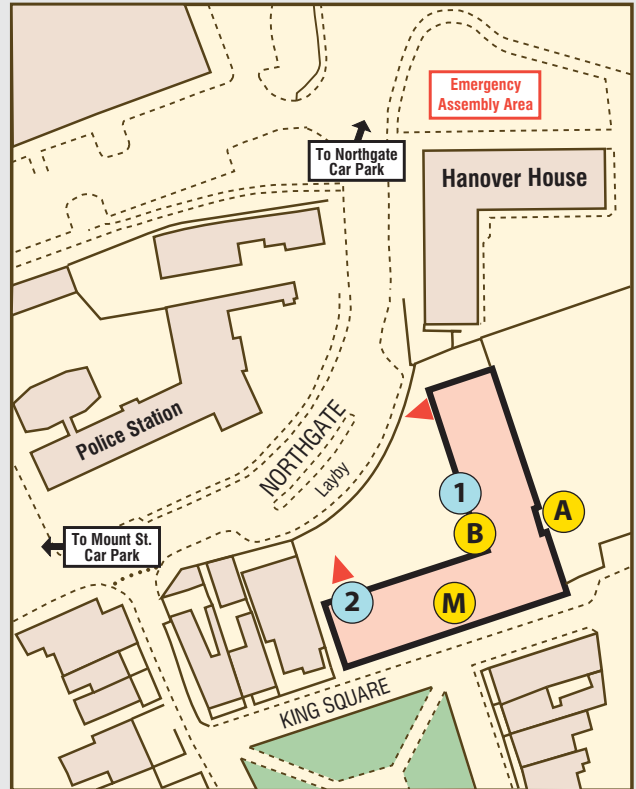 Emergency
Assembly Area
To Northgate
Car Park
Hanover House
Police Station
NORTHGATE
Layby
1
A
B
To Mount St.
Car Park
2
M
KING SQUARE